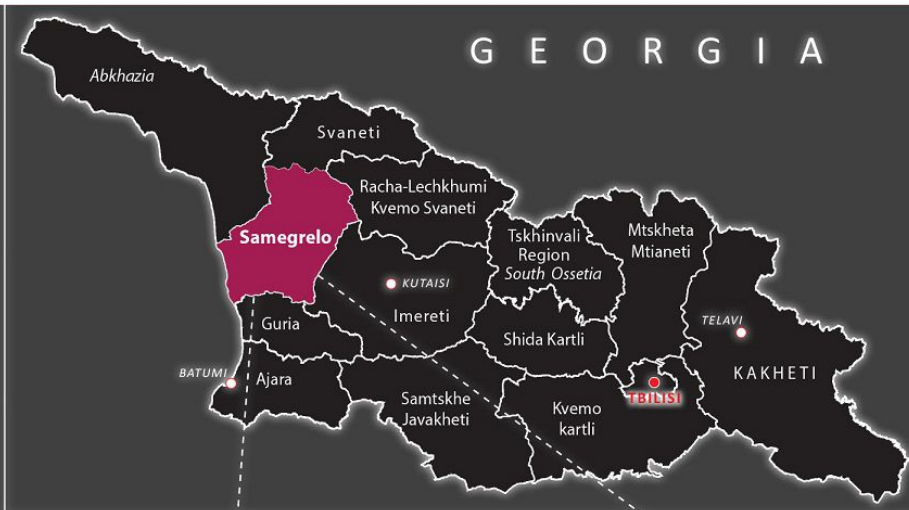 GEORGIA
Abkhazia
Svaneti
Racha-Lechkhumi
Kvemo Svaneti
Samegrelo
Tskhinvali
Region
South Ossetia
Mtskheta
Mtianeti
KUTAISI
Imereti
Guria
Shida Kartli
TELAVI
KAKHETI
BATUMI
Ajara
Samtskhe
Javakheti
Kvemo
kartli
TBILISI